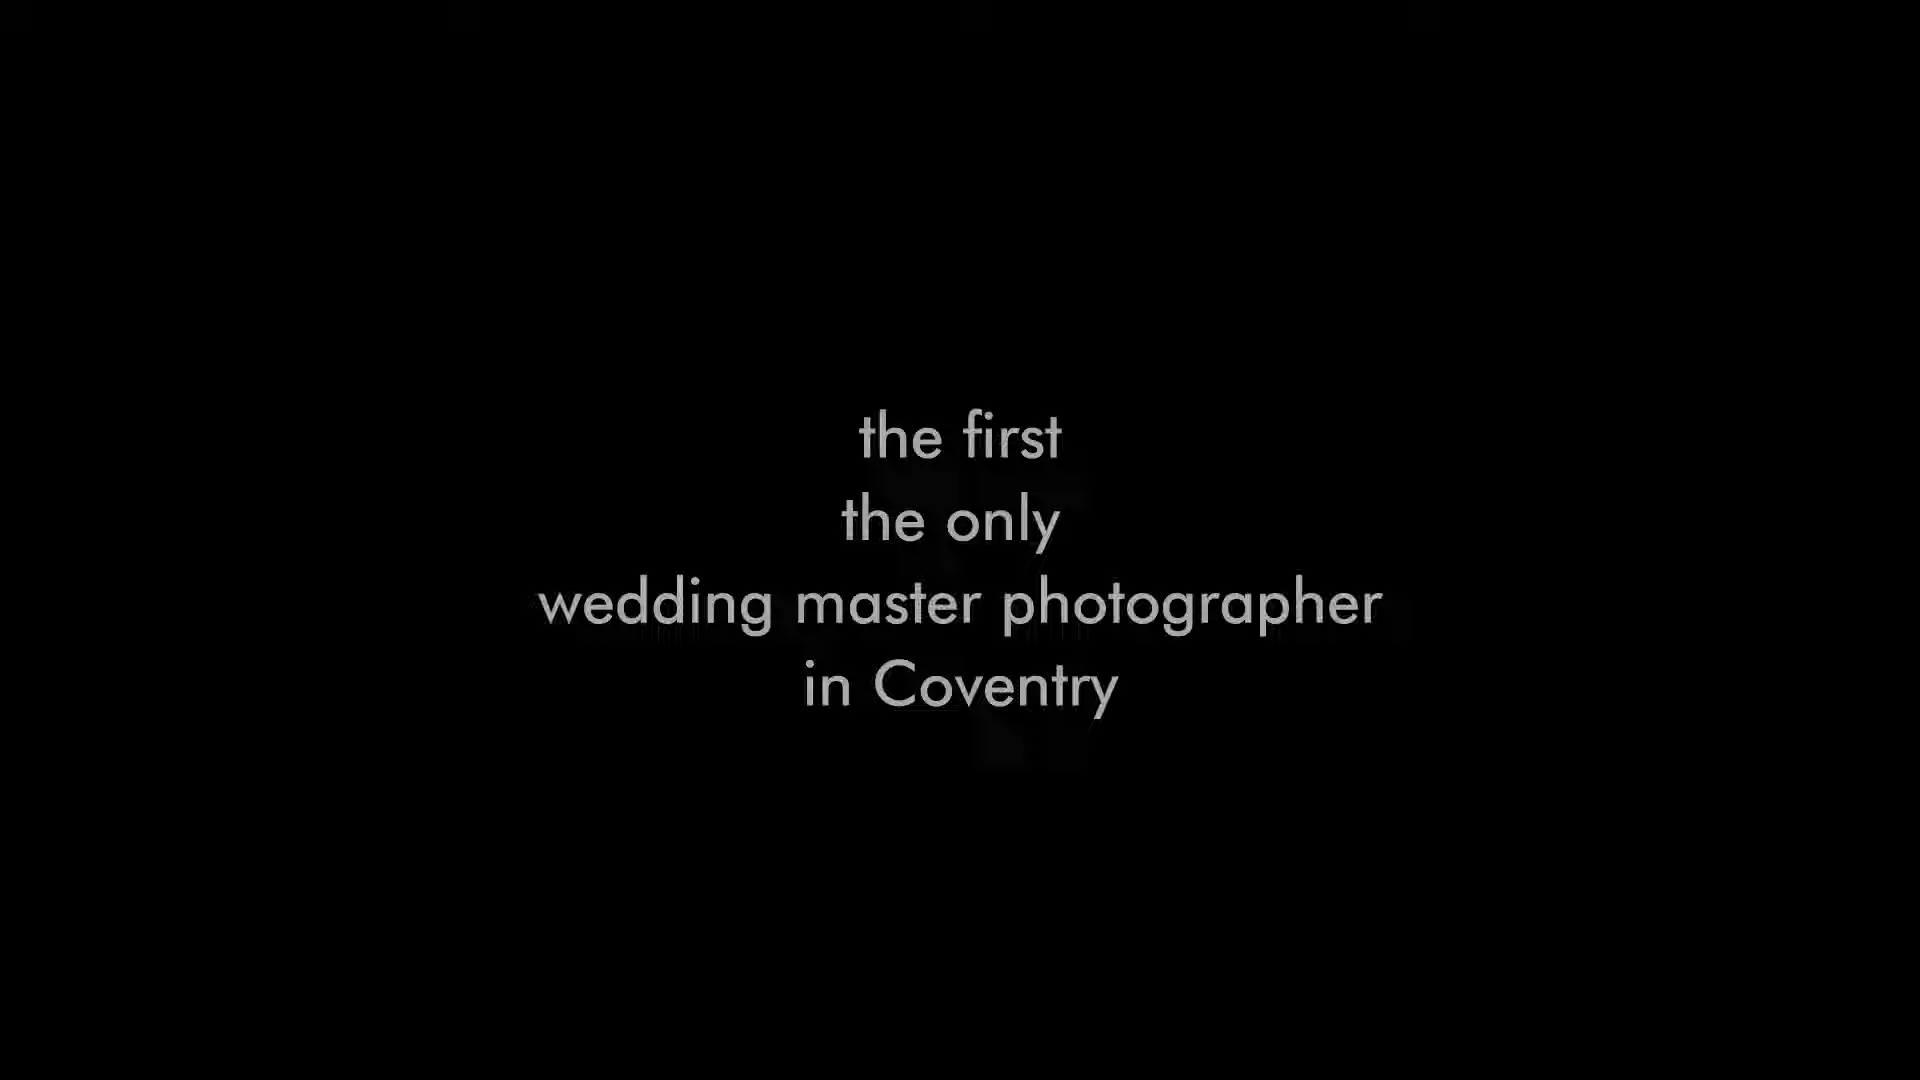 the first
the only
wedding master photographer
in Coventry